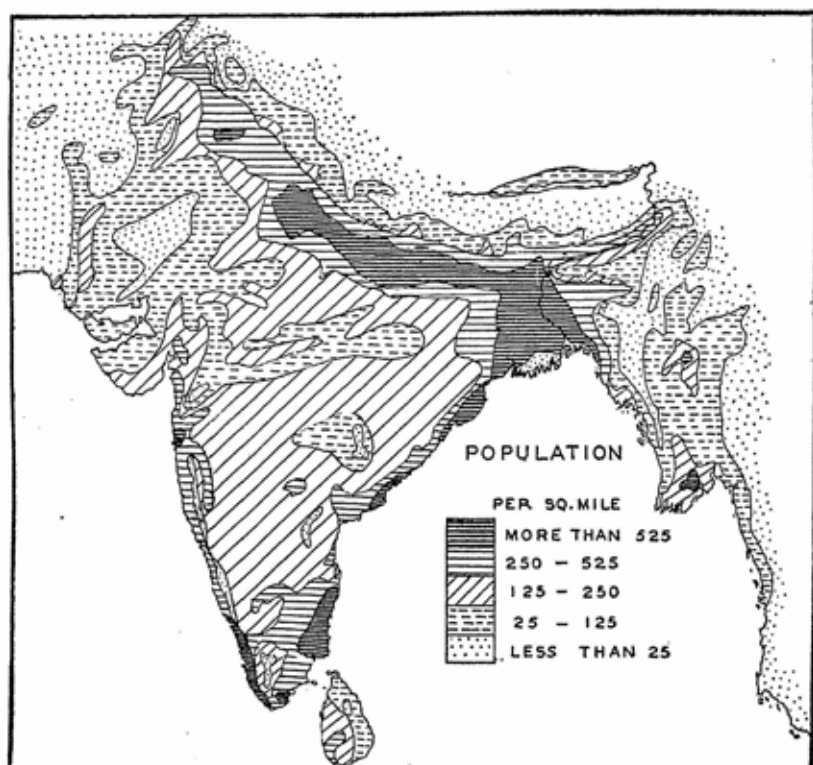 POPULATION
PER SQ. MILE
MORE THAN 525
250 – 525
125 – 250
25 – 125
LESS THAN 25